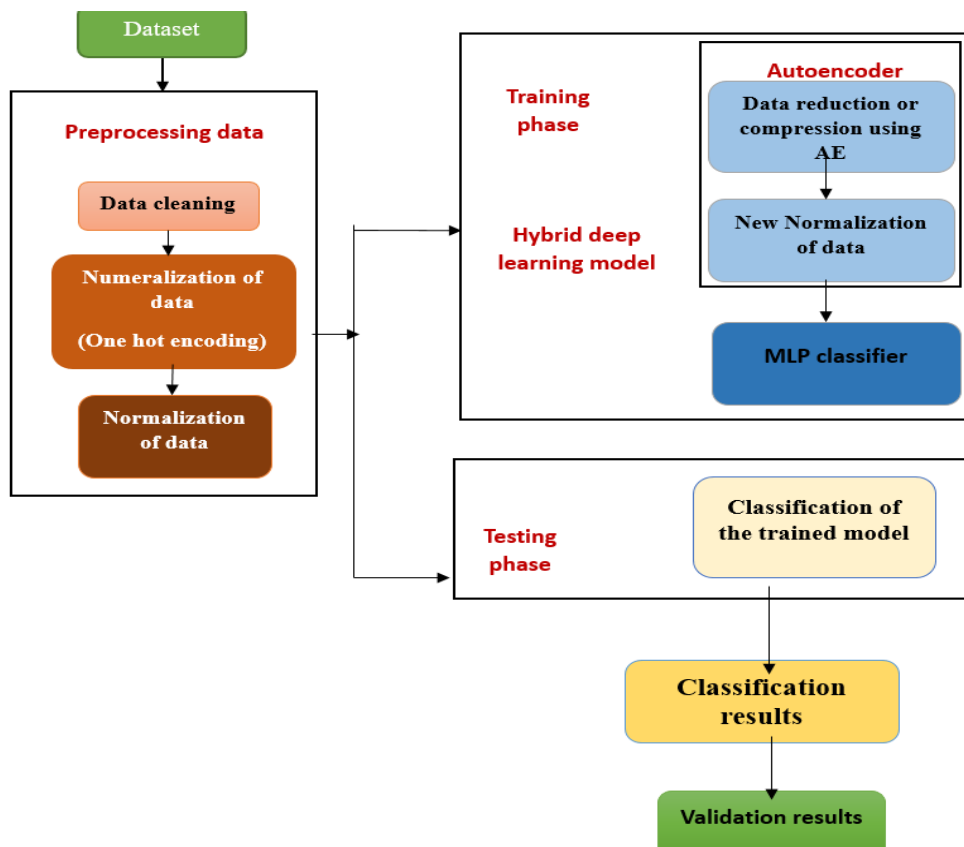 Dataset
Preprocessing data
Data cleaning
Numeralization of
data
(One hot encoding)
Normalization
of data
Training
phase
Hybrid deep
learning model
Autoencoder
Data reduction or
compression using
AE
New Normalization
of data
MLP classifier
Testing
phase
Classification of
the trained model
Classification
results
Validation results